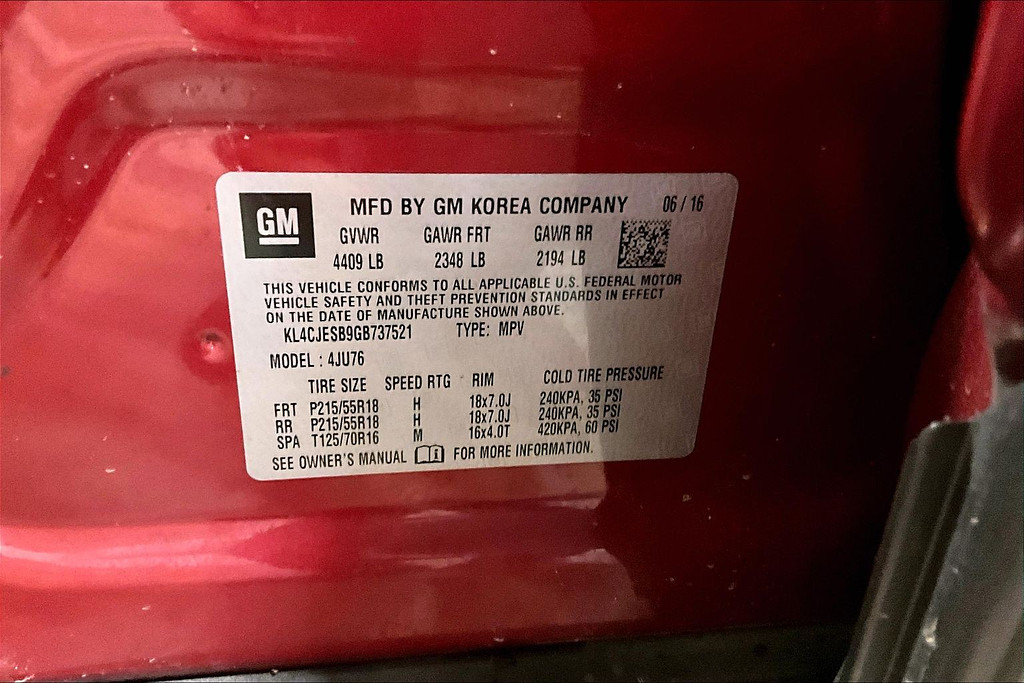 GM
MFD BY GM KOREA COMPANY 06 / 16
GVWR GAWR FRT GAWR RR
4409 LB 2348 LB 2194 LB
THIS VEHICLE CONFORMS TO ALL APPLICABLE U.S. FEDERAL MOTOR
VEHICLE SAFETY AND THEFT PREVENTION STANDARDS IN EFFECT
ON THE DATE OF MANUFACTURE SHOWN ABOVE.
KL4CJESB9GB737521 TYPE: MPV
MODEL : 4JU76
TIRE SIZE SPEED RTG RIM COLD TIRE PRESSURE
FRT P215/55R18 H 18x7.0J 240KPA, 35 PSI
RR P215/55R18 H 18x7.0J 240KPA, 35 PSI
SPA T125/70R16 M 16x4.0T 420KPA, 60 PSI
SEE OWNER'S MANUAL FOR MORE INFORMATION.